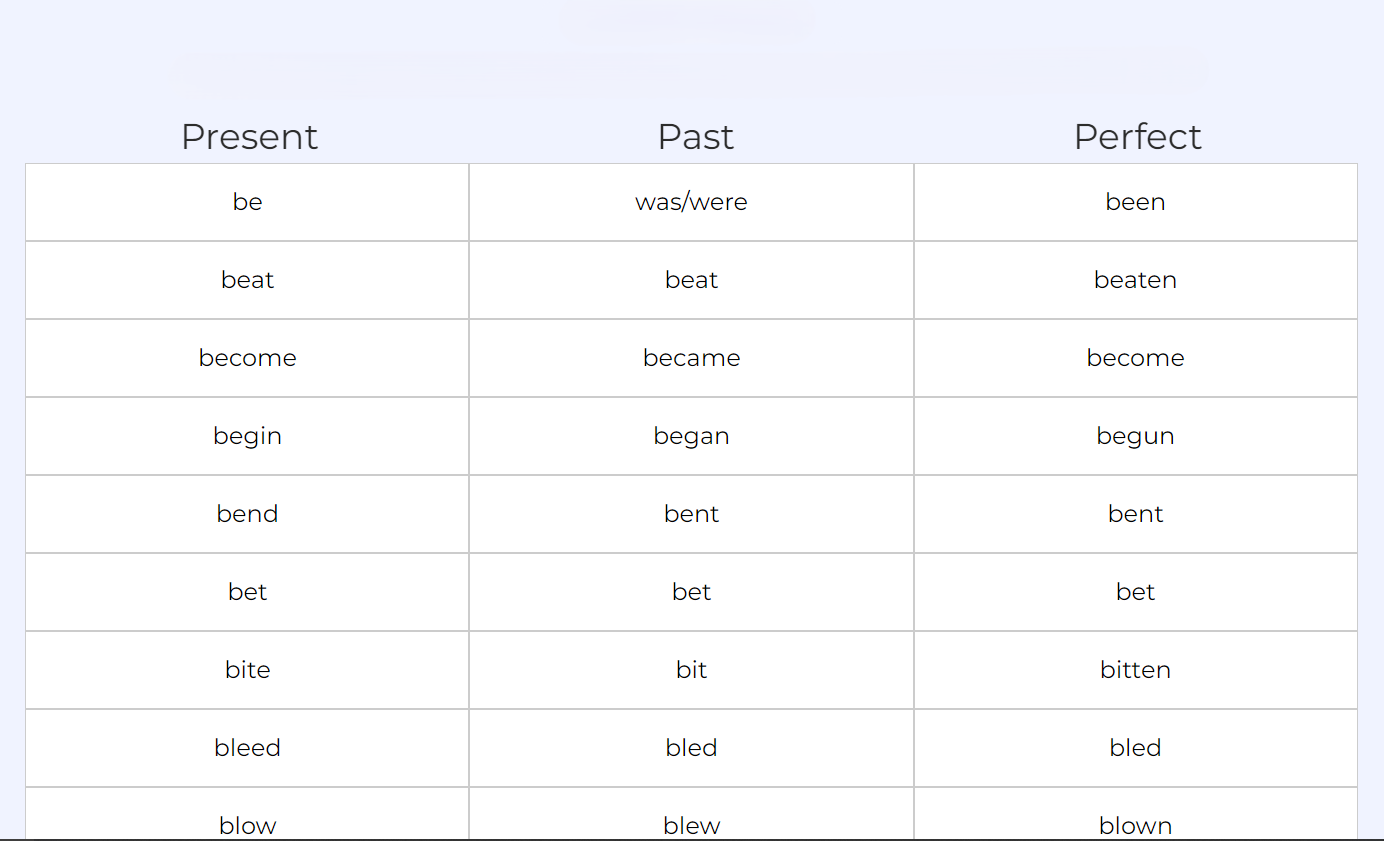 Present Past Perfect
be was/were been
beat beat beaten
become became become
begin began begun
bend bent bent
bet bet bet
bite bit bitten
bleed bled bled
blow blew blown